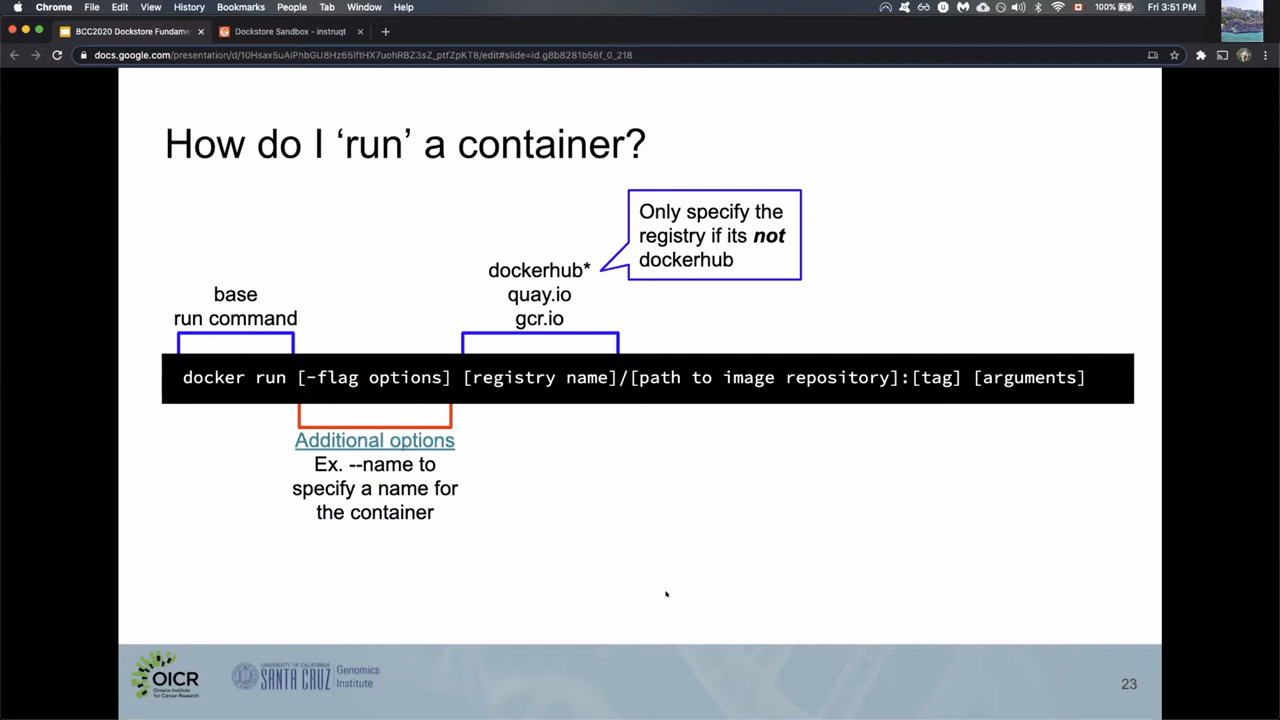 Chrome File Edit View History Bookmarks People Tab Window Help 100% Fri 3:51 PM
BCC2020 Dockstore Fundame Dockstore Sandbox - instruqt
docs.google.com/presentation/d/10Hsax5uAiPhbGU8Hz65lftHX7uohRBZ3sZ_ptfZpKT8/edit#slide=id.g8b8281b56f_0_218
How do I ‘run’ a container?
Only specify the
registry if its not
dockerhub
dockerhub*
quay.io
gcr.io
base
run command
docker run [-flag options] [registry name]/[path to image repository]:[tag] [arguments]
Additional options
Ex. --name to
specify a name for
the container
OICR
Ontario Institute
for Cancer Research
UNIVERSITY OF CALIFORNIA
SANTA CRUZ
Genomics
Institute
23